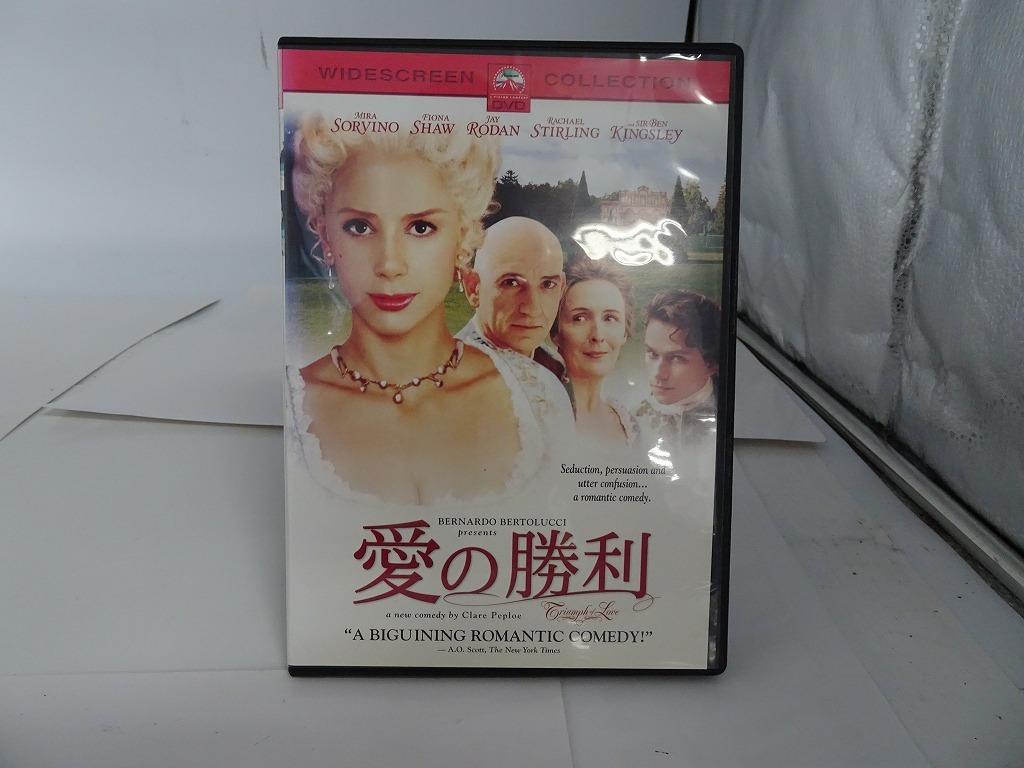 WIDESCREEN DVD COLLECTION
MIRA SORVINO FIONA SHAW JAY RODAN RACHAEL STIRLING AND SIR BEN KINGSLEY
Seduction, persuasion and
utter confusion...
a romantic comedy.
BERNARDO BERTOLUCCI
presents
愛の勝利
a new comedy by Clare Peploe Triumph of Love
“A BIGUINING ROMANTIC COMEDY!”
— A.O. Scott, The New York Times